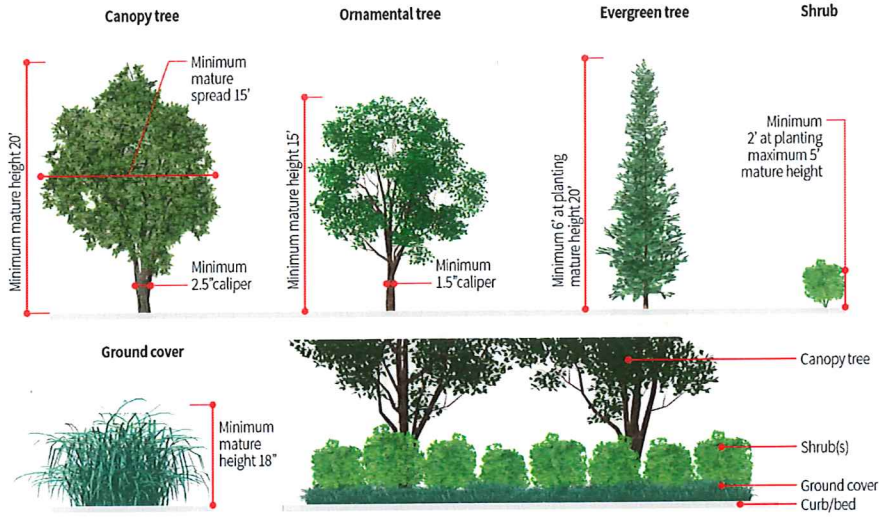 Canopy tree
Ornamental tree
Evergreen tree
Shrub
Minimum mature height 20'
Minimum
mature
spread 15'
Minimum
2.5"caliper
Minimum mature height 15'
Minimum
1.5"caliper
Minimum 6' at planting
mature height 20'
Minimum
2' at planting
maximum 5'
mature height
Ground cover
Minimum
mature
height 18"
Canopy tree
Shrub(s)
Ground cover
Curb/bed